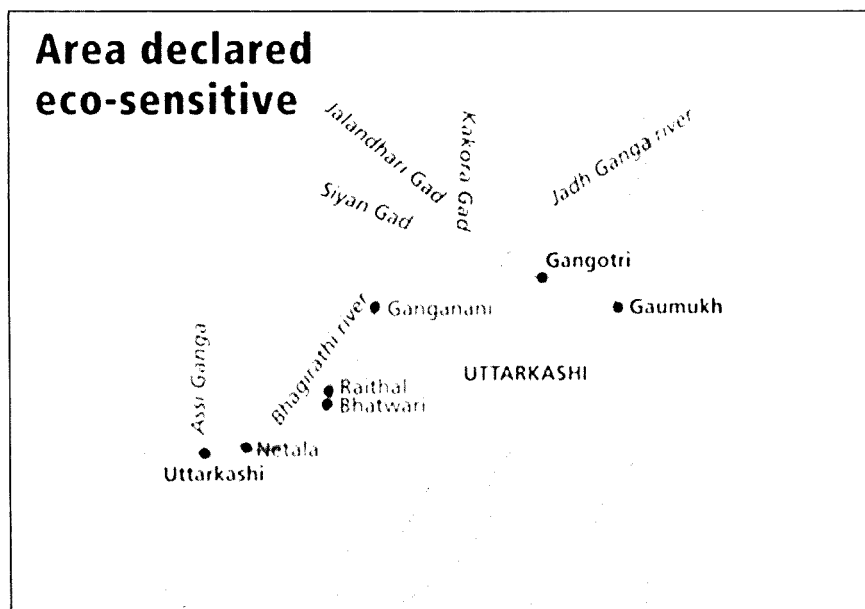 Area declared
eco-sensitive
Jalandhari Gad
Kakora Gad
Jadh Ganga river
Siyan Gad
Gangotri
Gaumukh
Ganganani
Bhagirathi river
Assi Ganga
UTTARKASHI
Raithal
Bhatwari
Netala
Uttarkashi